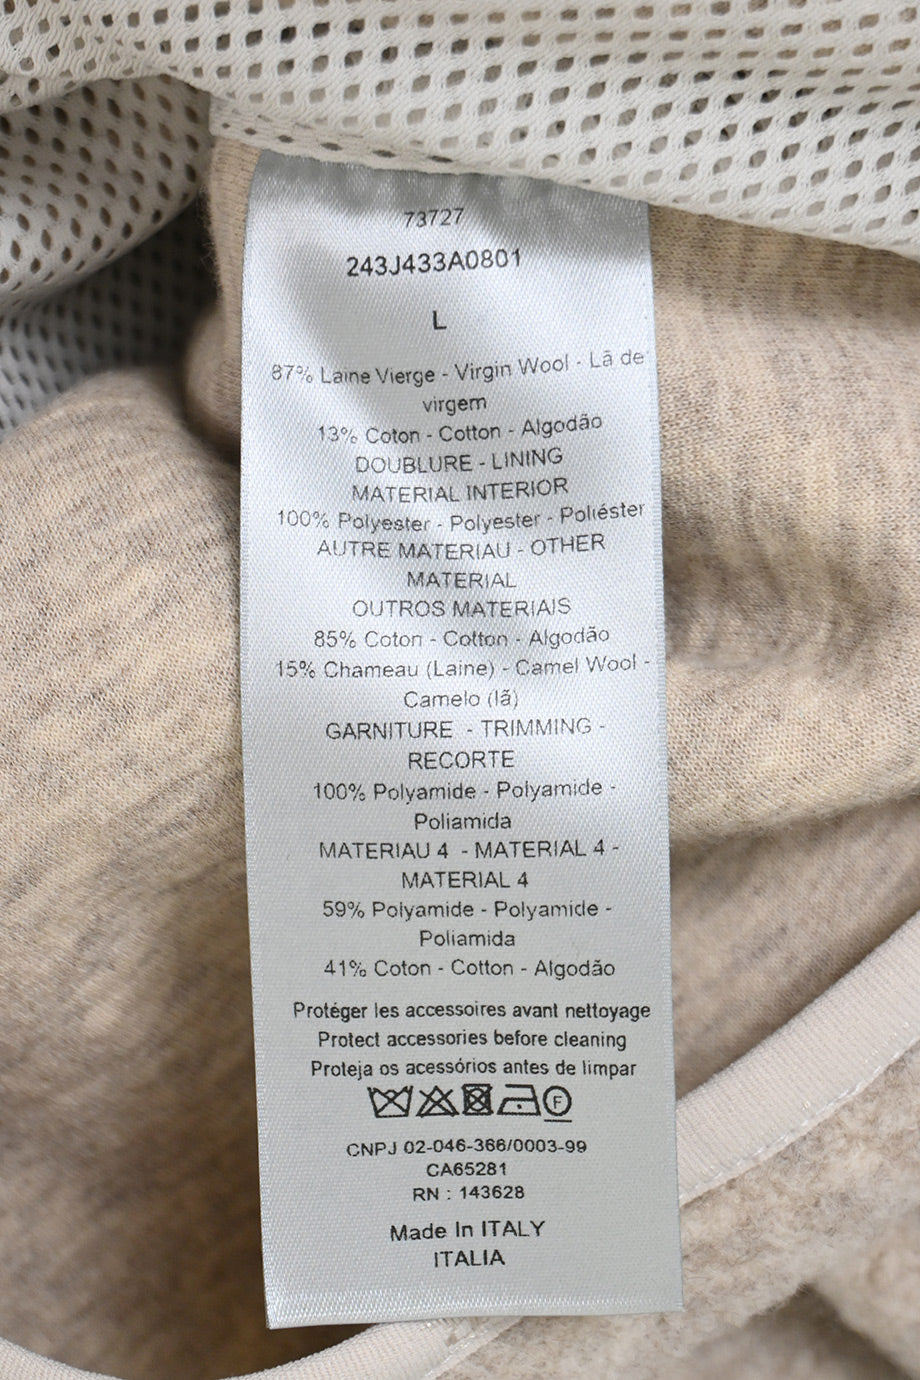 73727
243J433A0801
L
87% Laine Vierge - Virgin Wool - Lã de
virgem
13% Coton - Cotton - Algodão
DOUBLURE - LINING
MATERIAL INTERIOR
100% Polyester - Polyester - Poliéster
AUTRE MATERIAU - OTHER
MATERIAL
OUTROS MATERIAIS
85% Coton - Cotton - Algodão
15% Chameau (Laine) - Camel Wool -
Camelo (lã)
GARNITURE - TRIMMING -
RECORTE
100% Polyamide - Polyamide -
Poliamida
MATERIAU 4 - MATERIAL 4 -
MATERIAL 4
59% Polyamide - Polyamide -
Poliamida
41% Coton - Cotton - Algodão
Protéger les accessoires avant nettoyage
Protect accessories before cleaning
Proteja os acessórios antes de limpar
F
CNPJ 02-046-366/0003-99
CA65281
RN : 143628
Made In ITALY
ITALIA